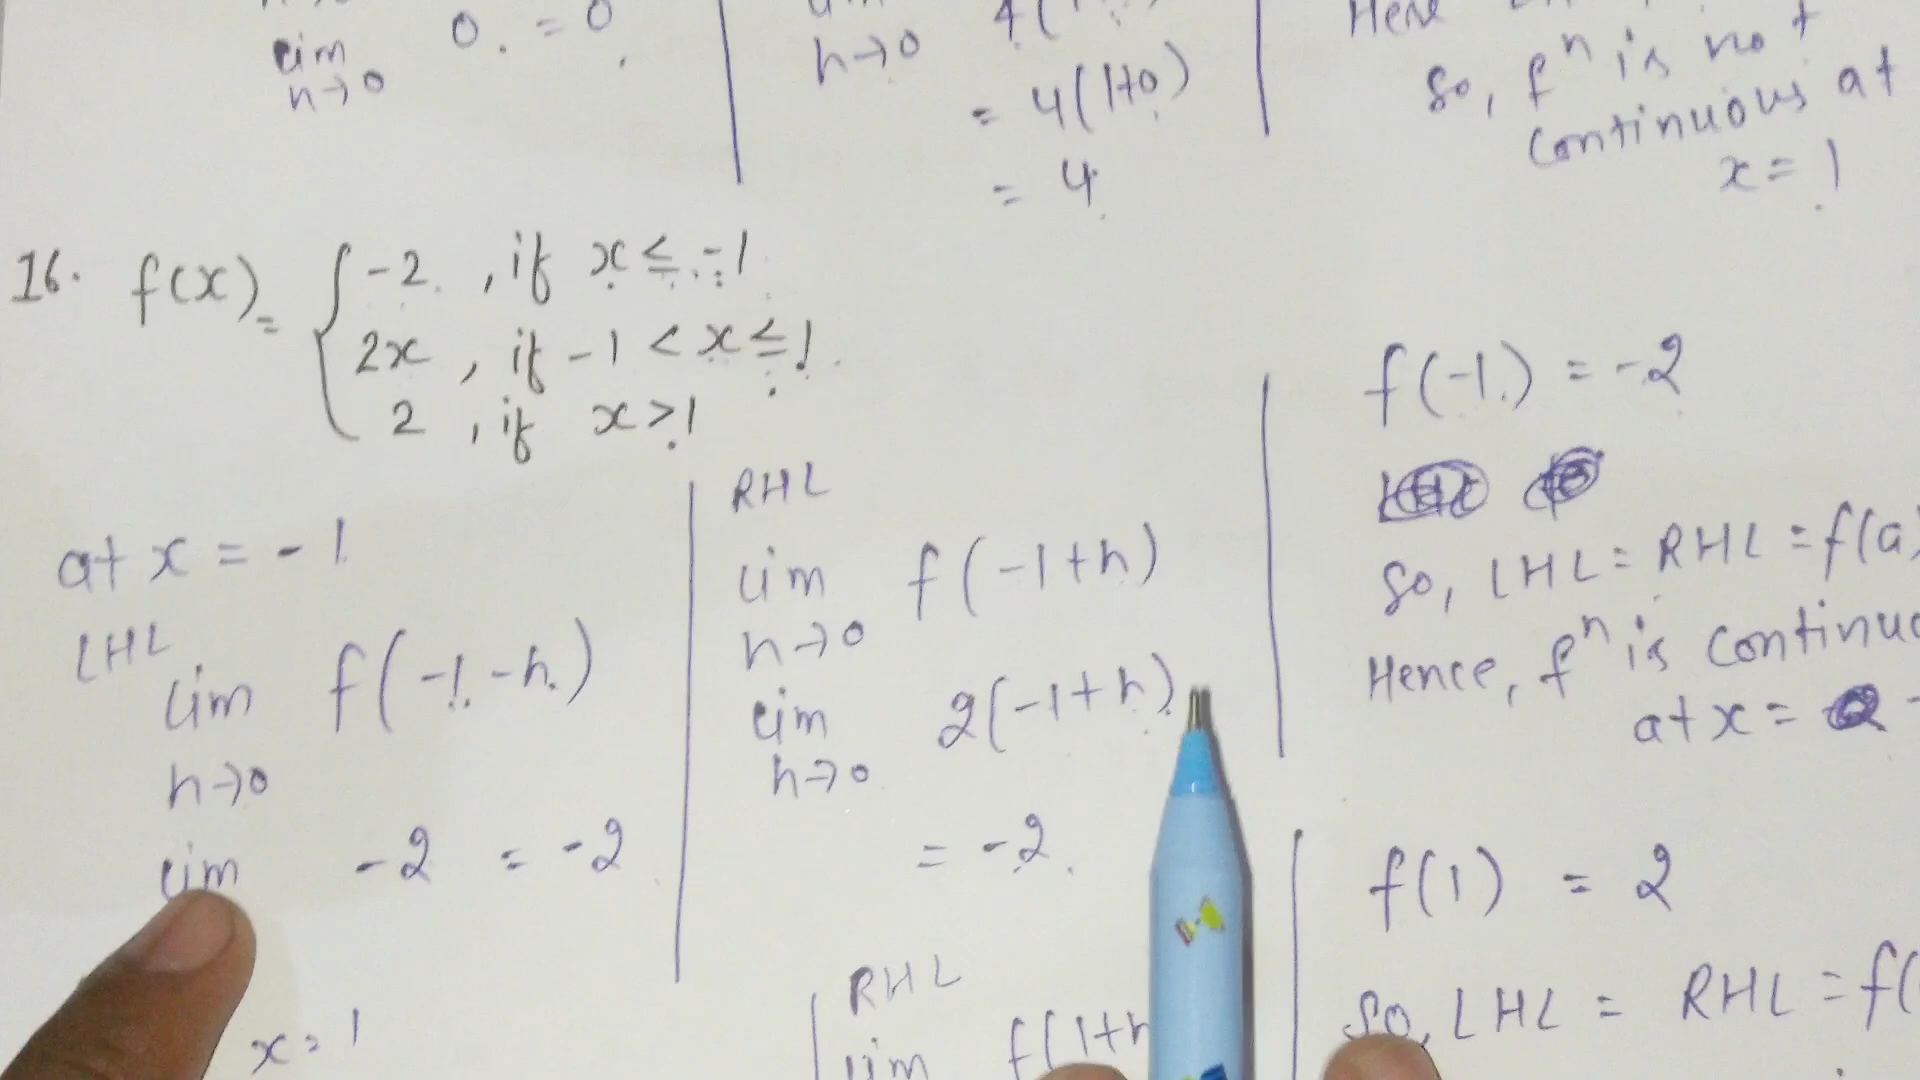 lim 0. = 0
h→0
h→0 4(1
= 4(1+0)
= 4
Here
So, fⁿ is not
continuous at
x = 1
16. f(x) = { -2 , if x ≤ -1
2x , if -1 < x ≤ 1
2 , if x > 1
at x = -1
LHL
lim f(-1-h)
h→0
lim -2 = -2
RHL
lim f(-1+h)
h→0
lim 2(-1+h)
h→0
= -2
f(-1) = -2
So, LHL = RHL = f(a)
Hence, fⁿ is continuo
at x = -
x = 1
RHL
lim f(1+h
f(1) = 2
So, LHL = RHL = f(